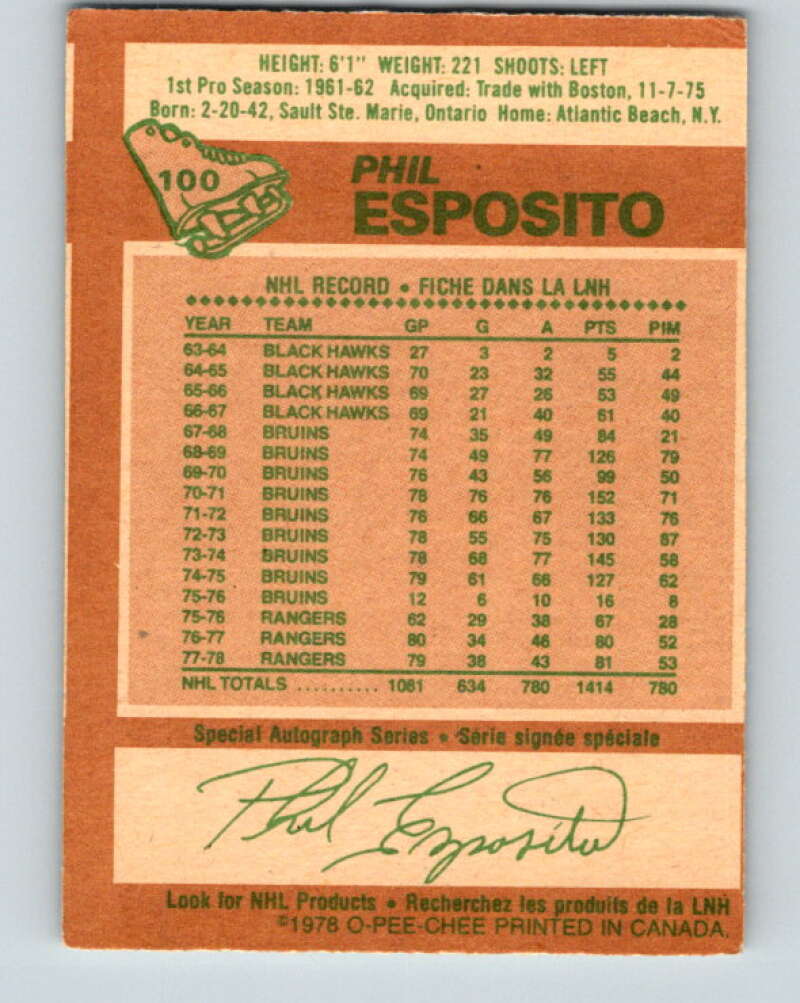 HEIGHT: 6'1" WEIGHT: 221 SHOOTS: LEFT
1st Pro Season: 1961-62 Acquired: Trade with Boston, 11-7-75
Born: 2-20-42, Sault Ste. Marie, Ontario Home: Atlantic Beach, N.Y.
100
PHIL
ESPOSITO
NHL RECORD • FICHE DANS LA LNH
YEAR TEAM GP G A PTS PIM
63-64 BLACK HAWKS 27 3 2 5 2
64-65 BLACK HAWKS 70 23 32 55 44
65-66 BLACK HAWKS 69 27 26 53 49
66-67 BLACK HAWKS 69 21 40 61 40
67-68 BRUINS 74 35 49 84 21
68-69 BRUINS 74 49 77 126 79
69-70 BRUINS 76 43 56 99 50
70-71 BRUINS 78 76 76 152 71
71-72 BRUINS 76 66 67 133 76
72-73 BRUINS 78 55 75 130 87
73-74 BRUINS 78 68 77 145 58
74-75 BRUINS 79 61 66 127 62
75-76 BRUINS 12 6 10 16 8
75-76 RANGERS 62 29 38 67 28
76-77 RANGERS 80 34 46 80 52
77-78 RANGERS 79 38 43 81 53
NHL TOTALS .......... 1081 634 780 1414 780
Special Autograph Series • Série signée spéciale
Phil Esposito
Look for NHL Products • Recherchez les produits de la LNH
©1978 O-PEE-CHEE PRINTED IN CANADA.